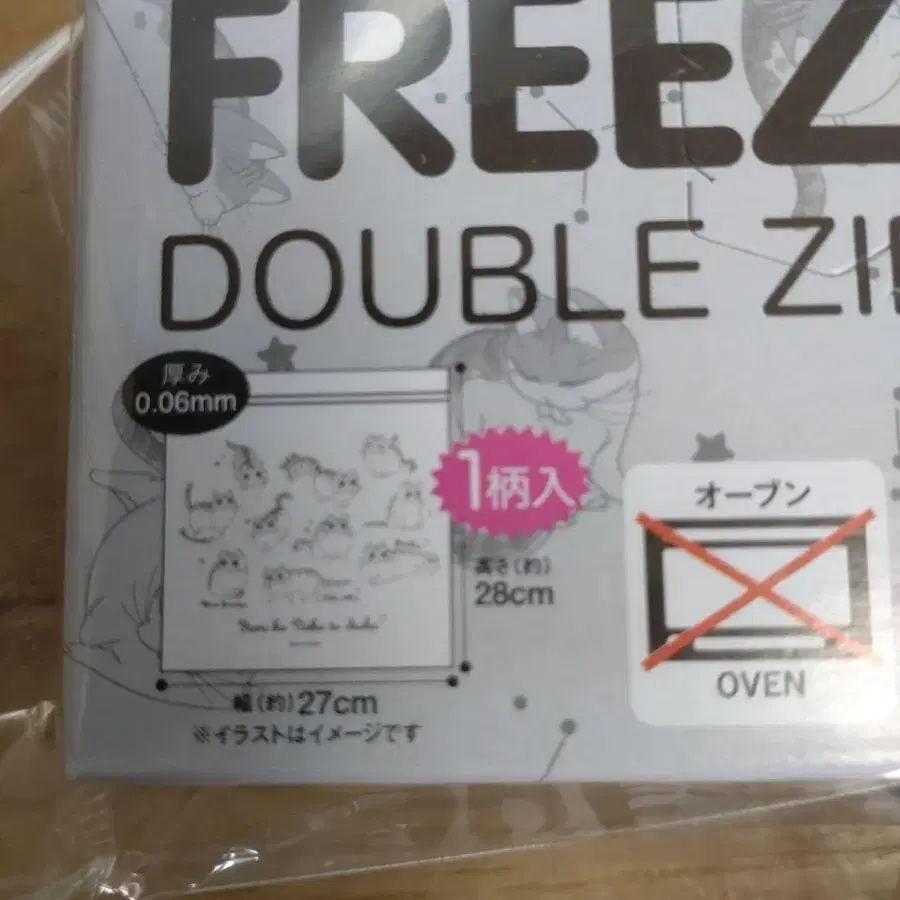 FREEZ
DOUBLE ZI
厚み
0.06mm
1柄入
高さ(約)
28cm
幅(約)27cm
※イラストはイメージです
オーブン
OVEN